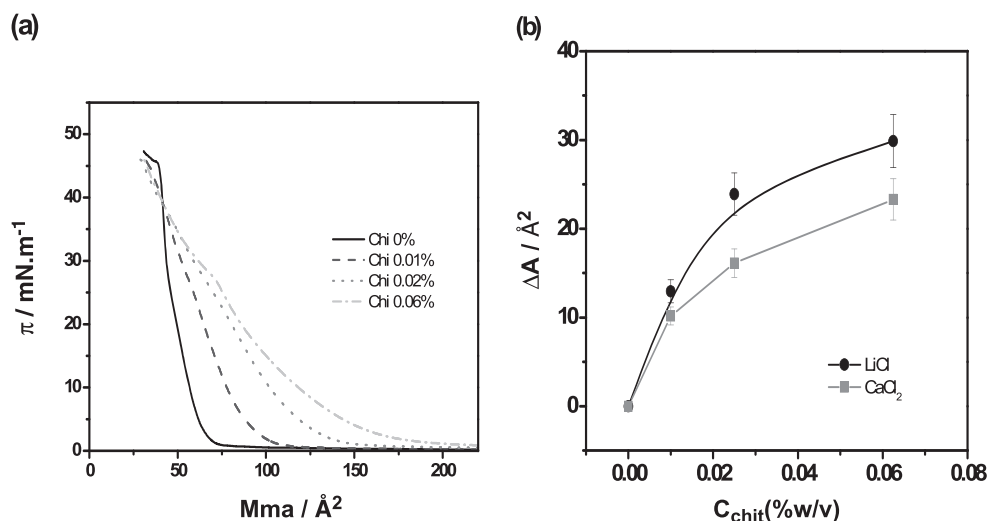 (a)
50
40
30
20
10
0
π / mN.m-1
0 50 100 150 200
Mma / Å2
Chi 0%
Chi 0.01%
Chi 0.02%
Chi 0.06%
(b)
40
30
20
10
0
ΔA / Å2
0.00 0.02 0.04 0.06 0.08
Cchit(%w/v)
LiCl
CaCl2